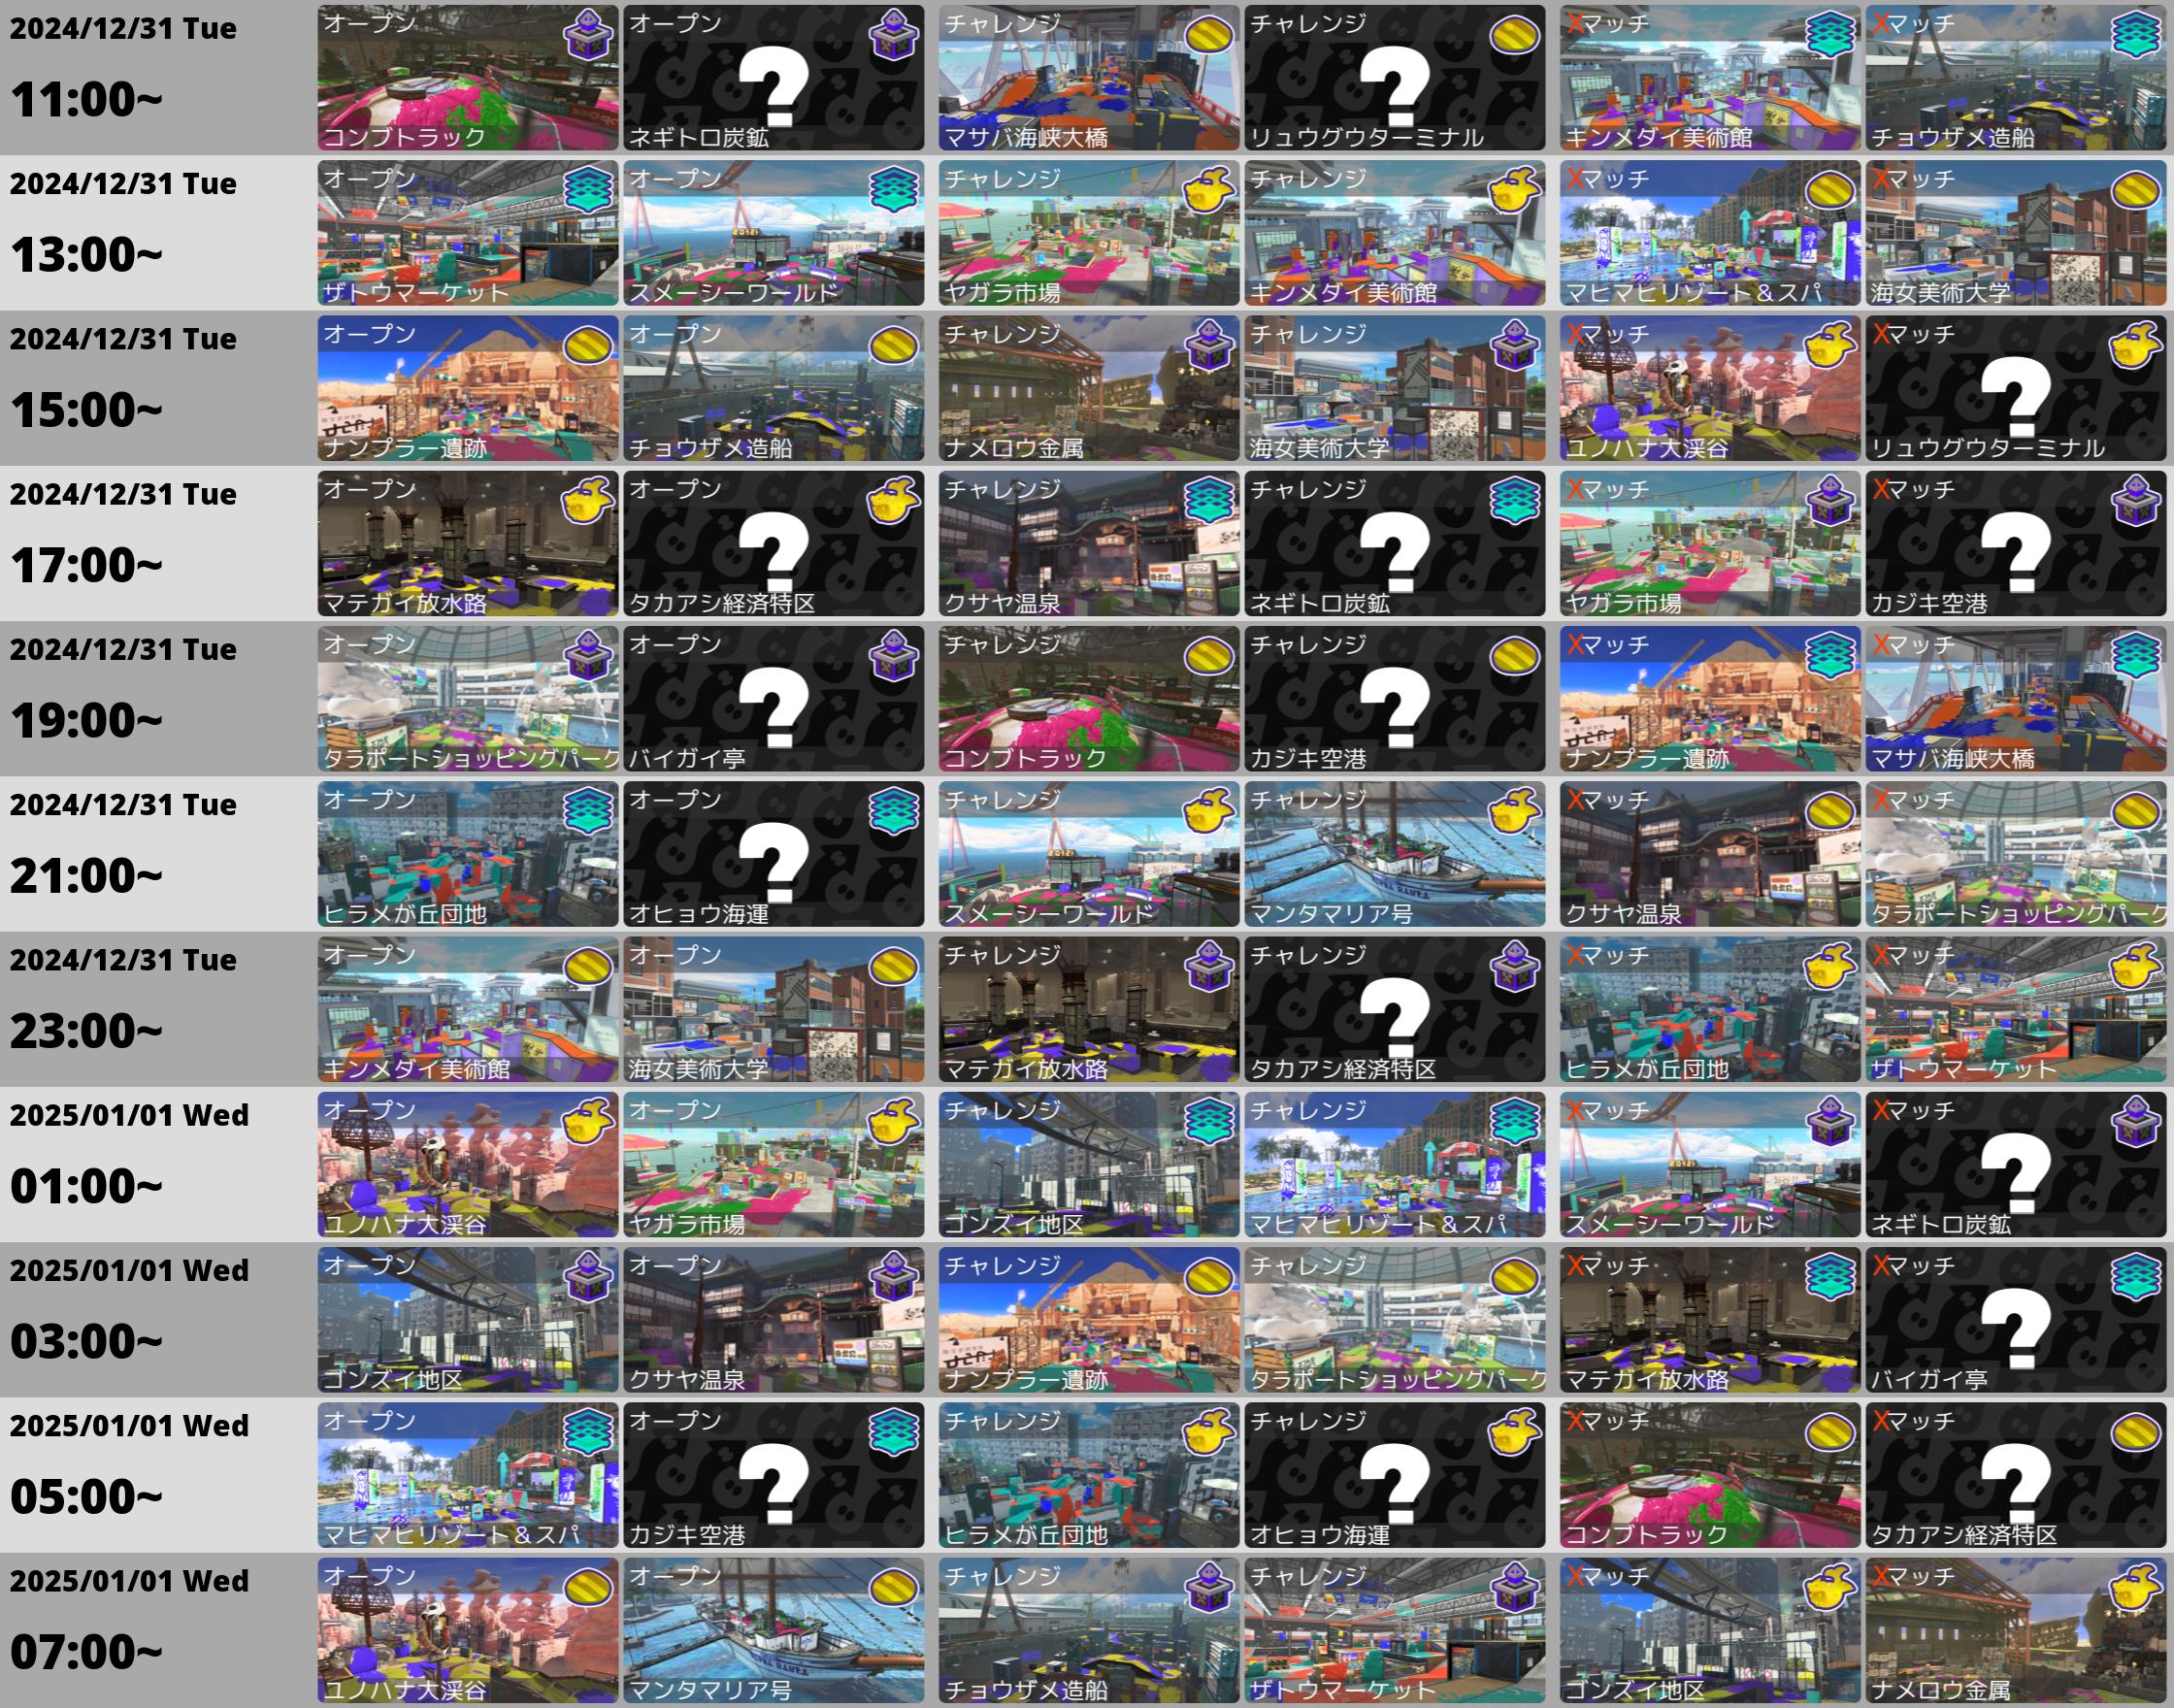 2024/12/31 Tue
11:00~
オープン オープン チャレンジ チャレンジ Xマッチ Xマッチ
コンブトラック ネギトロ炭鉱 マサバ海峡大橋 リュウグウターミナル キンメダイ美術館 チョウザメ造船
2024/12/31 Tue
13:00~
オープン オープン チャレンジ チャレンジ Xマッチ Xマッチ
ザトウマーケット スメーシーワールド ヤガラ市場 キンメダイ美術館 マヒマヒリゾート&スパ 海女美術大学
2024/12/31 Tue
15:00~
オープン オープン チャレンジ チャレンジ Xマッチ Xマッチ
ナンプラー遺跡 チョウザメ造船 ナメロウ金属 海女美術大学 ユノハナ大渓谷 リュウグウターミナル
2024/12/31 Tue
17:00~
オープン オープン チャレンジ チャレンジ Xマッチ Xマッチ
マテガイ放水路 タカアシ経済特区 クサヤ温泉 ネギトロ炭鉱 ヤガラ市場 カジキ空港
2024/12/31 Tue
19:00~
オープン オープン チャレンジ チャレンジ Xマッチ Xマッチ
タラポートショッピングパーク バイガイ亭 コンブトラック カジキ空港 ナンプラー遺跡 マサバ海峡大橋
2024/12/31 Tue
21:00~
オープン オープン チャレンジ チャレンジ Xマッチ Xマッチ
ヒラメが丘団地 オヒョウ海運 スメーシーワールド マンタマリア号 クサヤ温泉 タラポートショッピングパーク
2024/12/31 Tue
23:00~
オープン オープン チャレンジ チャレンジ Xマッチ Xマッチ
キンメダイ美術館 海女美術大学 マテガイ放水路 タカアシ経済特区 ヒラメが丘団地 ザトウマーケット
2025/01/01 Wed
01:00~
オープン オープン チャレンジ チャレンジ Xマッチ Xマッチ
ユノハナ大渓谷 ヤガラ市場 ゴンズイ地区 マヒマヒリゾート&スパ スメーシーワールド ネギトロ炭鉱
2025/01/01 Wed
03:00~
オープン オープン チャレンジ チャレンジ Xマッチ Xマッチ
ゴンズイ地区 クサヤ温泉 ナンプラー遺跡 タラポートショッピングパーク マテガイ放水路 バイガイ亭
2025/01/01 Wed
05:00~
オープン オープン チャレンジ チャレンジ Xマッチ Xマッチ
マヒマヒリゾート&スパ カジキ空港 ヒラメが丘団地 オヒョウ海運 コンブトラック タカアシ経済特区
2025/01/01 Wed
07:00~
オープン オープン チャレンジ チャレンジ Xマッチ Xマッチ
ユノハナ大渓谷 マンタマリア号 チョウザメ造船 ザトウマーケット ゴンズイ地区 ナメロウ金属